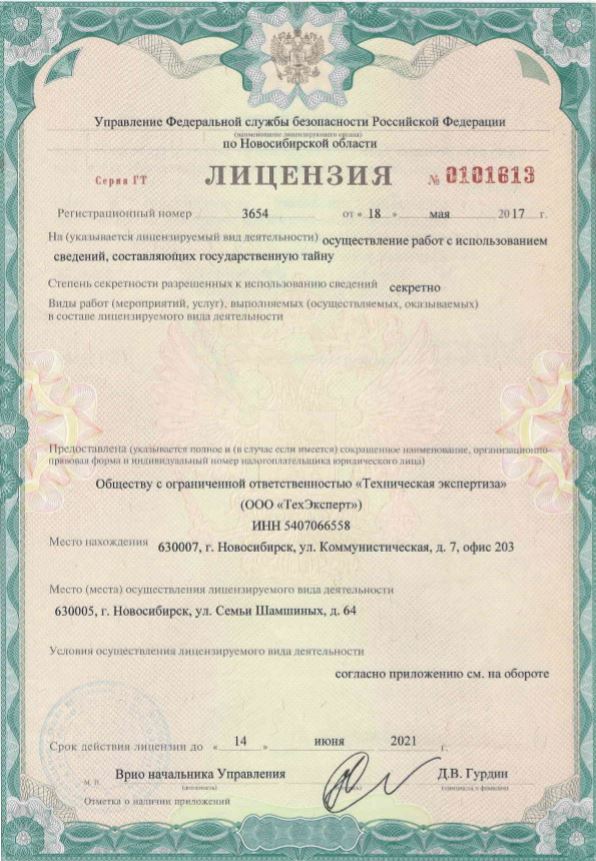 Управление Федеральной службы безопасности Российской Федерации
(наименование лицензирующего органа)
по Новосибирской области
Серия ГТ ЛИЦЕНЗИЯ № 0101613
Регистрационный номер 3654 от « 18 » мая 2017 г.
На (указывается лицензируемый вид деятельности) осуществление работ с использованием
сведений, составляющих государственную тайну
Степень секретности разрешенных к использованию сведений секретно
Виды работ (мероприятий, услуг), выполняемых (осуществляемых, оказываемых)
в составе лицензируемого вида деятельности
Предоставлена (указывается полное и (в случае если имеется) сокращенное наименование, организационно-
правовая форма и индивидуальный номер налогоплательщика юридического лица)
Обществу с ограниченной ответственностью «Техническая экспертиза»
(ООО «ТехЭксперт»)
ИНН 5407066558
Место нахождения 630007, г. Новосибирск, ул. Коммунистическая, д. 7, офис 203
Место (места) осуществления лицензируемого вида деятельности
630005, г. Новосибирск, ул. Семьи Шамшиных, д. 64
Условия осуществления лицензируемого вида деятельности
согласно приложению см. на обороте
Срок действия лицензии до « 14 » июня 2021 г.
М. П. Врио начальника Управления Д.В. Гурдин
(должность) (инициалы и фамилия)
Отметка о наличии приложений